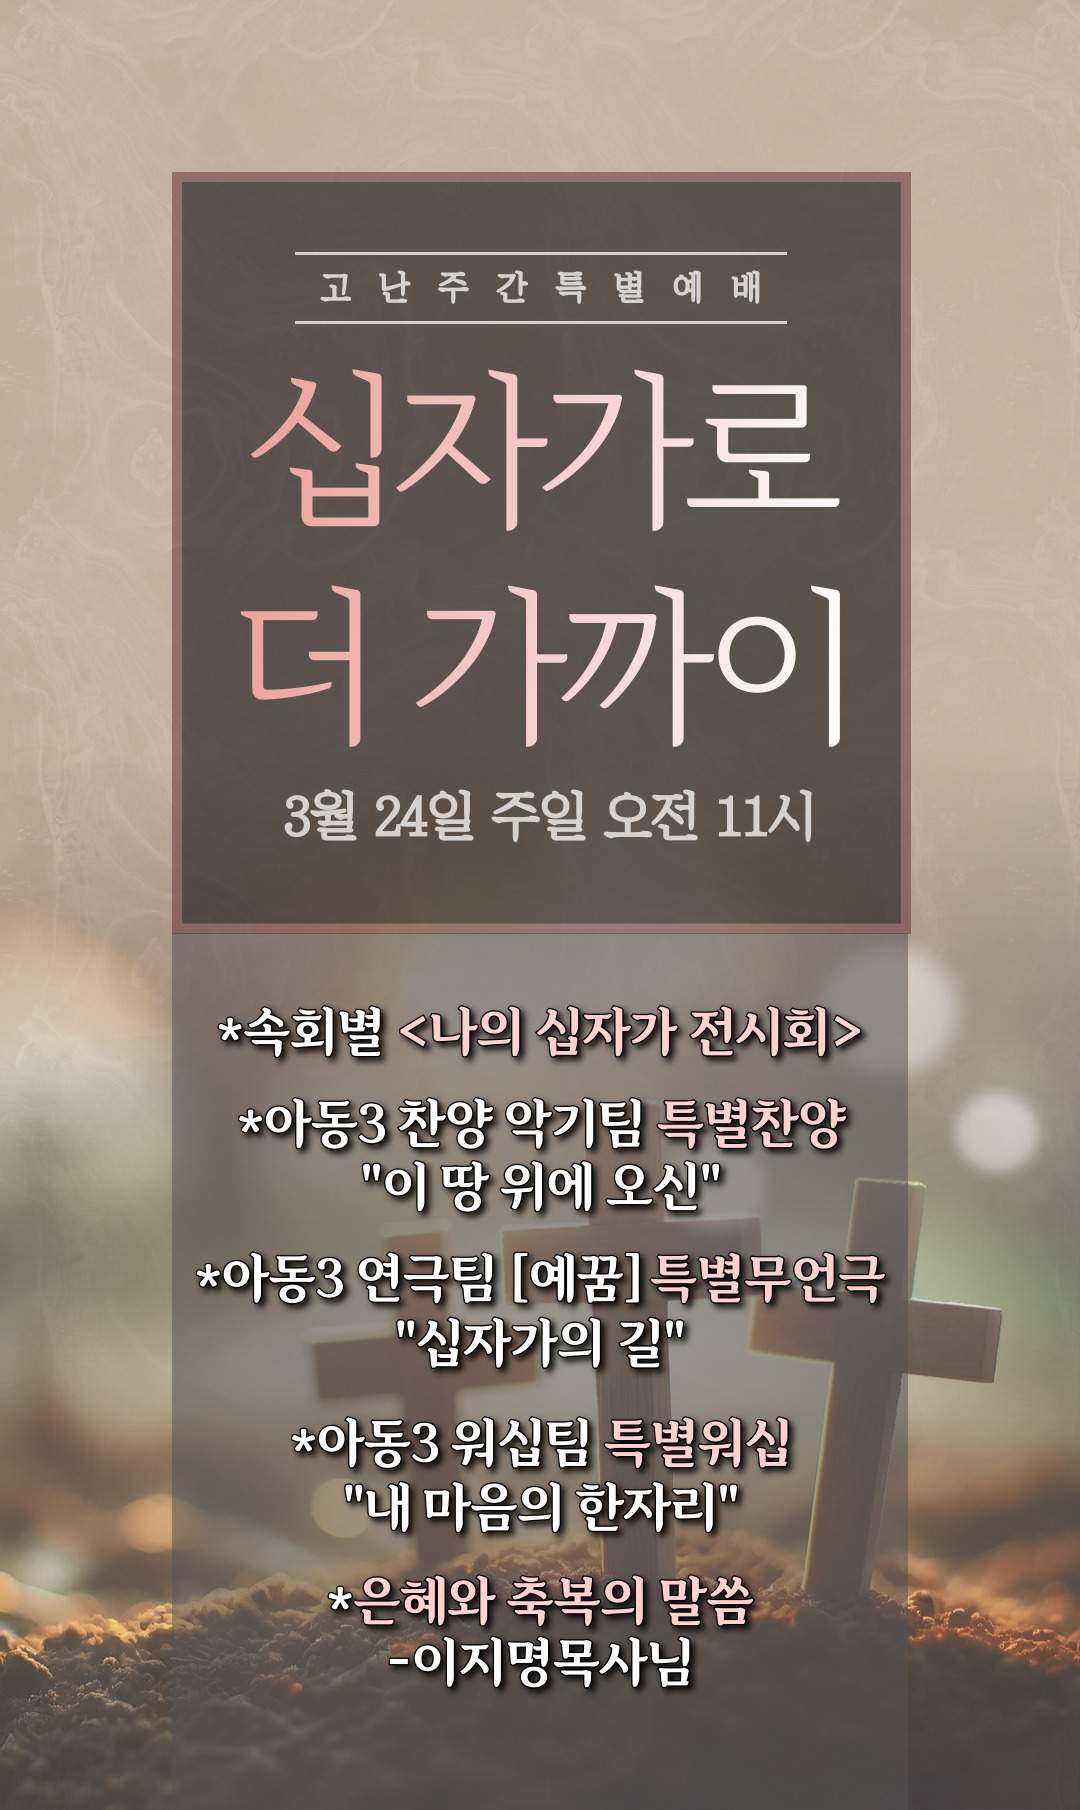 고난주간특별예배
십자가로
더 가까이
3월 24일 주일 오전 11시
*속회별 <나의 십자가 전시회>
*아동3 찬양 악기팀 특별찬양
"이 땅 위에 오신"
*아동3 연극팀 [예꿈] 특별무언극
"십자가의 길"
*아동3 워십팀 특별워십
"내 마음의 한자리"
*은혜와 축복의 말씀
-이지명목사님